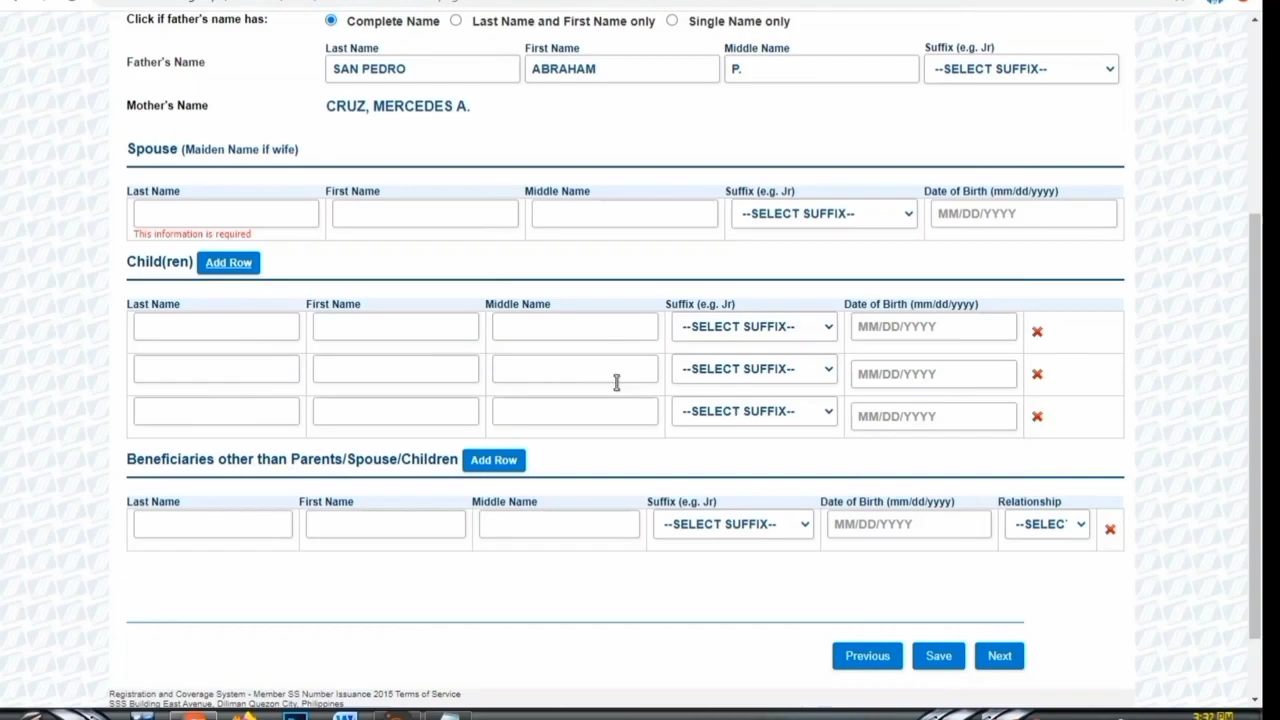 Click if father's name has: Complete Name Last Name and First Name only Single Name only
Last Name First Name Middle Name Suffix (e.g. Jr)
Father's Name SAN PEDRO ABRAHAM P. --SELECT SUFFIX--
Mother's Name CRUZ, MERCEDES A.
Spouse (Maiden Name if wife)
Last Name First Name Middle Name Suffix (e.g. Jr) Date of Birth (mm/dd/yyyy)
--SELECT SUFFIX-- MM/DD/YYYY
This information is required
Child(ren) Add Row
Last Name First Name Middle Name Suffix (e.g. Jr) Date of Birth (mm/dd/yyyy)
--SELECT SUFFIX-- MM/DD/YYYY
--SELECT SUFFIX-- MM/DD/YYYY
--SELECT SUFFIX-- MM/DD/YYYY
Beneficiaries other than Parents/Spouse/Children Add Row
Last Name First Name Middle Name Suffix (e.g. Jr) Date of Birth (mm/dd/yyyy) Relationship
--SELECT SUFFIX-- MM/DD/YYYY --SELEC
Previous Save Next
Registration and Coverage System - Member SS Number Issuance 2015 Terms of Service
SSS Building East Avenue, Diliman Quezon City, Philippines
3:32 PM